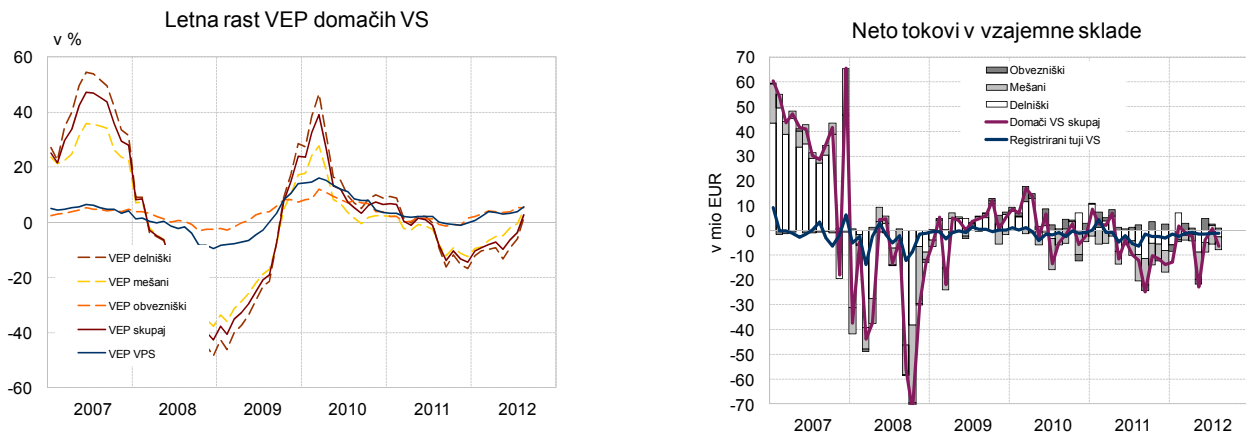 Letna rast VEP domačih VS
v %
60
40
20
0
-20
-40
-60
VEP delniški
VEP mešani
VEP obvezniški
VEP skupaj
VEP VPS
2007 2008 2009 2010 2011 2012
Neto tokovi v vzajemne sklade
v mio EUR
70
60
50
40
30
20
10
0
-10
-20
-30
-40
-50
-60
-70
Obvezniški
Mešani
Delniški
Domači VS skupaj
Registrirani tuji VS
2007 2008 2009 2010 2011 2012